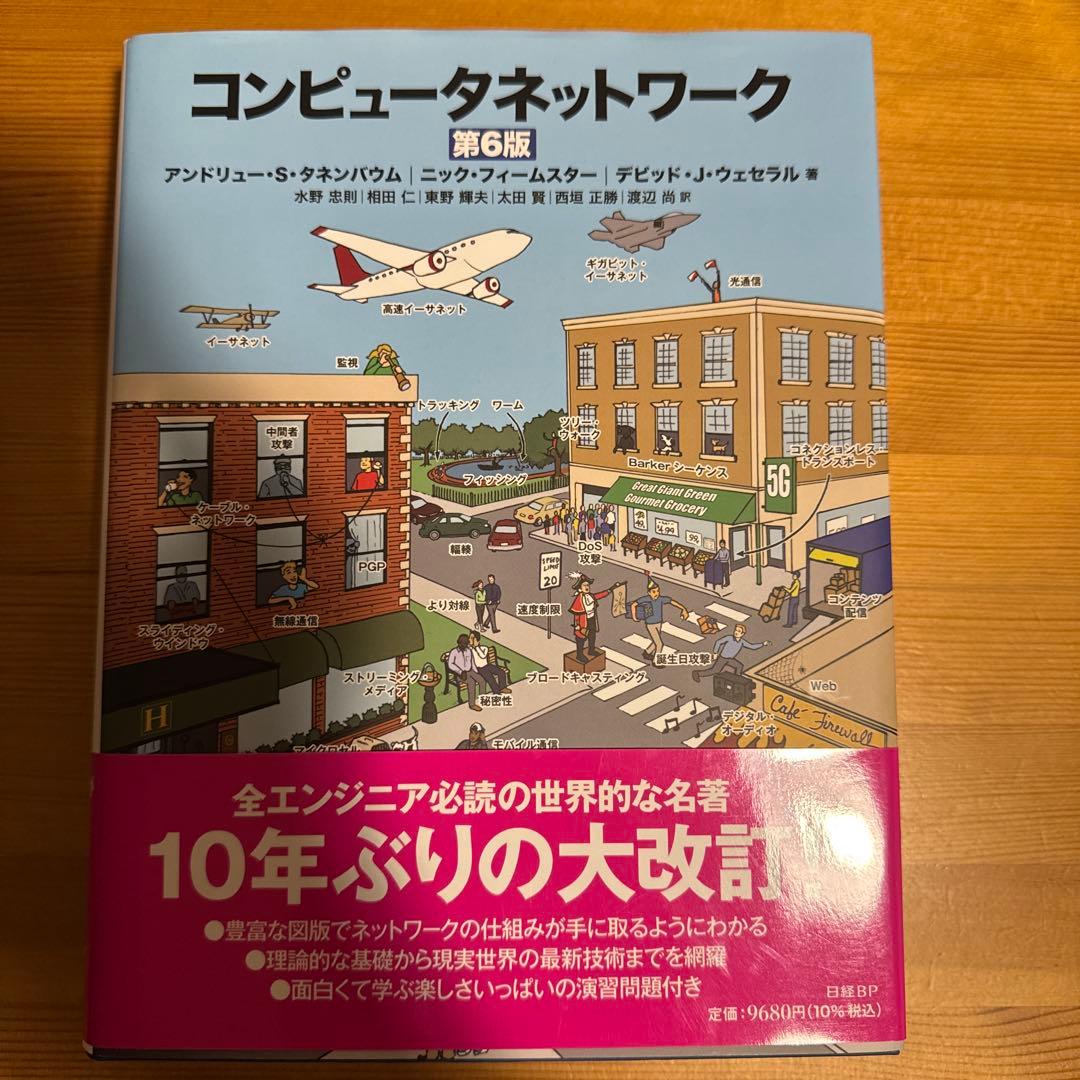 コンピュータネットワーク
第6版
アンドリュー・S・タネンバウム｜ニック・フィームスター｜デビッド・J・ウェセラル 著
水野 忠則｜相田 仁｜東野 輝夫｜太田 賢｜西垣 正勝｜渡辺 尚 訳
ギガビット・
イーサネット
光通信
高速イーサネット
イーサネット
監視
トラッキング ワーム
ツリー・
ウォーク
中間者
攻撃
コネクションレス・
トランスポート
Barkerシーケンス
フィッシング
5G
Great Giant Green
Gourmet Grocery
ケーブル・
ネットワーク
輻輳
DoS
攻撃
SPEED
LIMIT
20
PGP
コンテンツ
配信
より対線
速度制限
無線通信
スライディング・
ウインドウ
誕生日攻撃
ストリーミング・
メディア
ブロードキャスティング
秘密性
Web
Café Firewall
デジタル・
オーディオ
H
マイクロセル
モバイル通信
全エンジニア必読の世界的な名著
10年ぶりの大改訂
●豊富な図版でネットワークの仕組みが手に取るようにわかる
●理論的な基礎から現実世界の最新技術までを網羅
●面白くて学ぶ楽しさいっぱいの演習問題付き
日経BP
定価：9680円（10％税込）